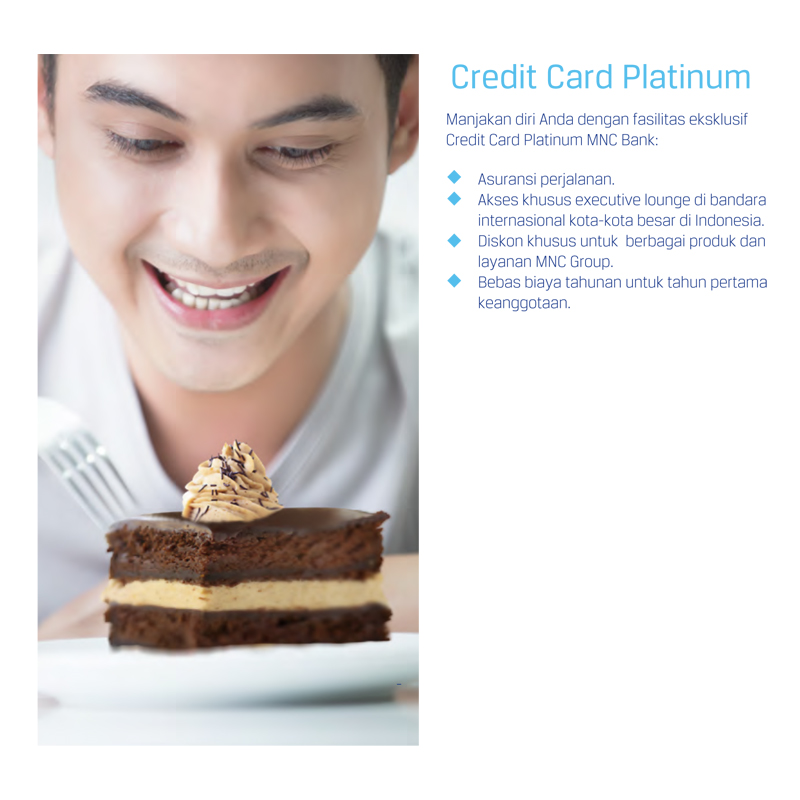 Credit Card Platinum
Manjakan diri Anda dengan fasilitas eksklusif
Credit Card Platinum MNC Bank:
Asuransi perjalanan.
Akses khusus executive lounge di bandara
internasional kota-kota besar di Indonesia.
Diskon khusus untuk  berbagai produk dan
layanan MNC Group.
Bebas biaya tahunan untuk tahun pertama
keanggotaan.